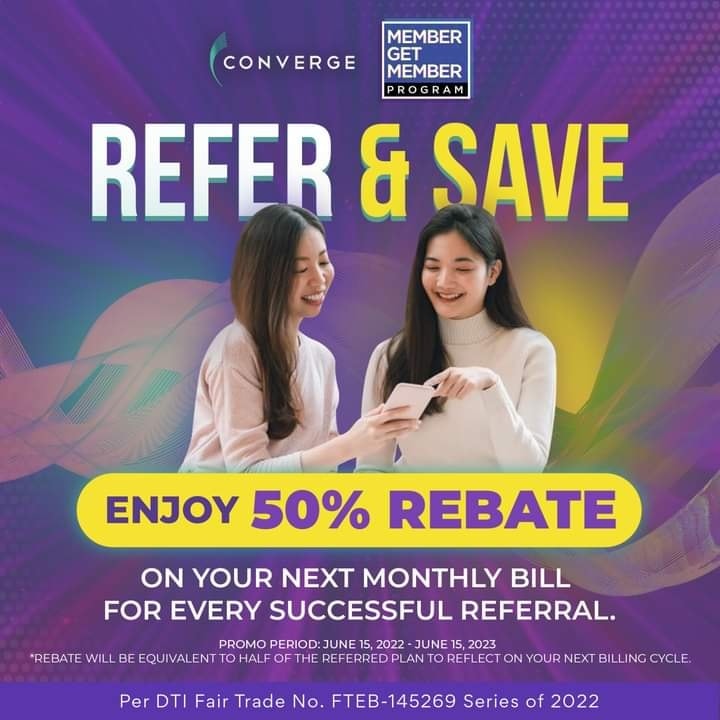 CONVERGE
MEMBER
GET
MEMBER
PROGRAM
REFER & SAVE
ENJOY 50% REBATE
ON YOUR NEXT MONTHLY BILL
FOR EVERY SUCCESSFUL REFERRAL.
PROMO PERIOD: JUNE 15, 2022 - JUNE 15, 2023
*REBATE WILL BE EQUIVALENT TO HALF OF THE REFERRED PLAN TO REFLECT ON YOUR NEXT BILLING CYCLE.
Per DTI Fair Trade No. FTEB-145269 Series of 2022